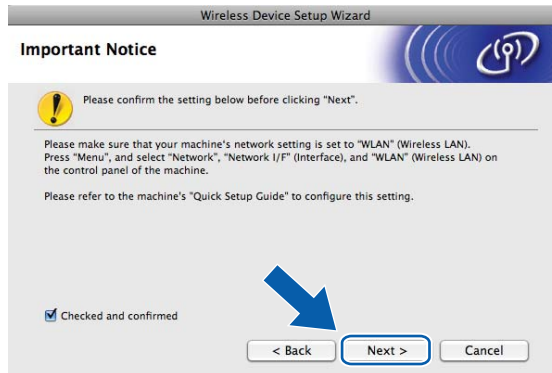 Wireless Device Setup Wizard
Important Notice
Please confirm the setting below before clicking "Next".
Please make sure that your machine's network setting is set to "WLAN" (Wireless LAN).
Press "Menu", and select "Network", "Network I/F" (Interface), and "WLAN" (Wireless LAN) on
the control panel of the machine.
Please refer to the machine's "Quick Setup Guide" to configure this setting.
Checked and confirmed
< Back Next > Cancel